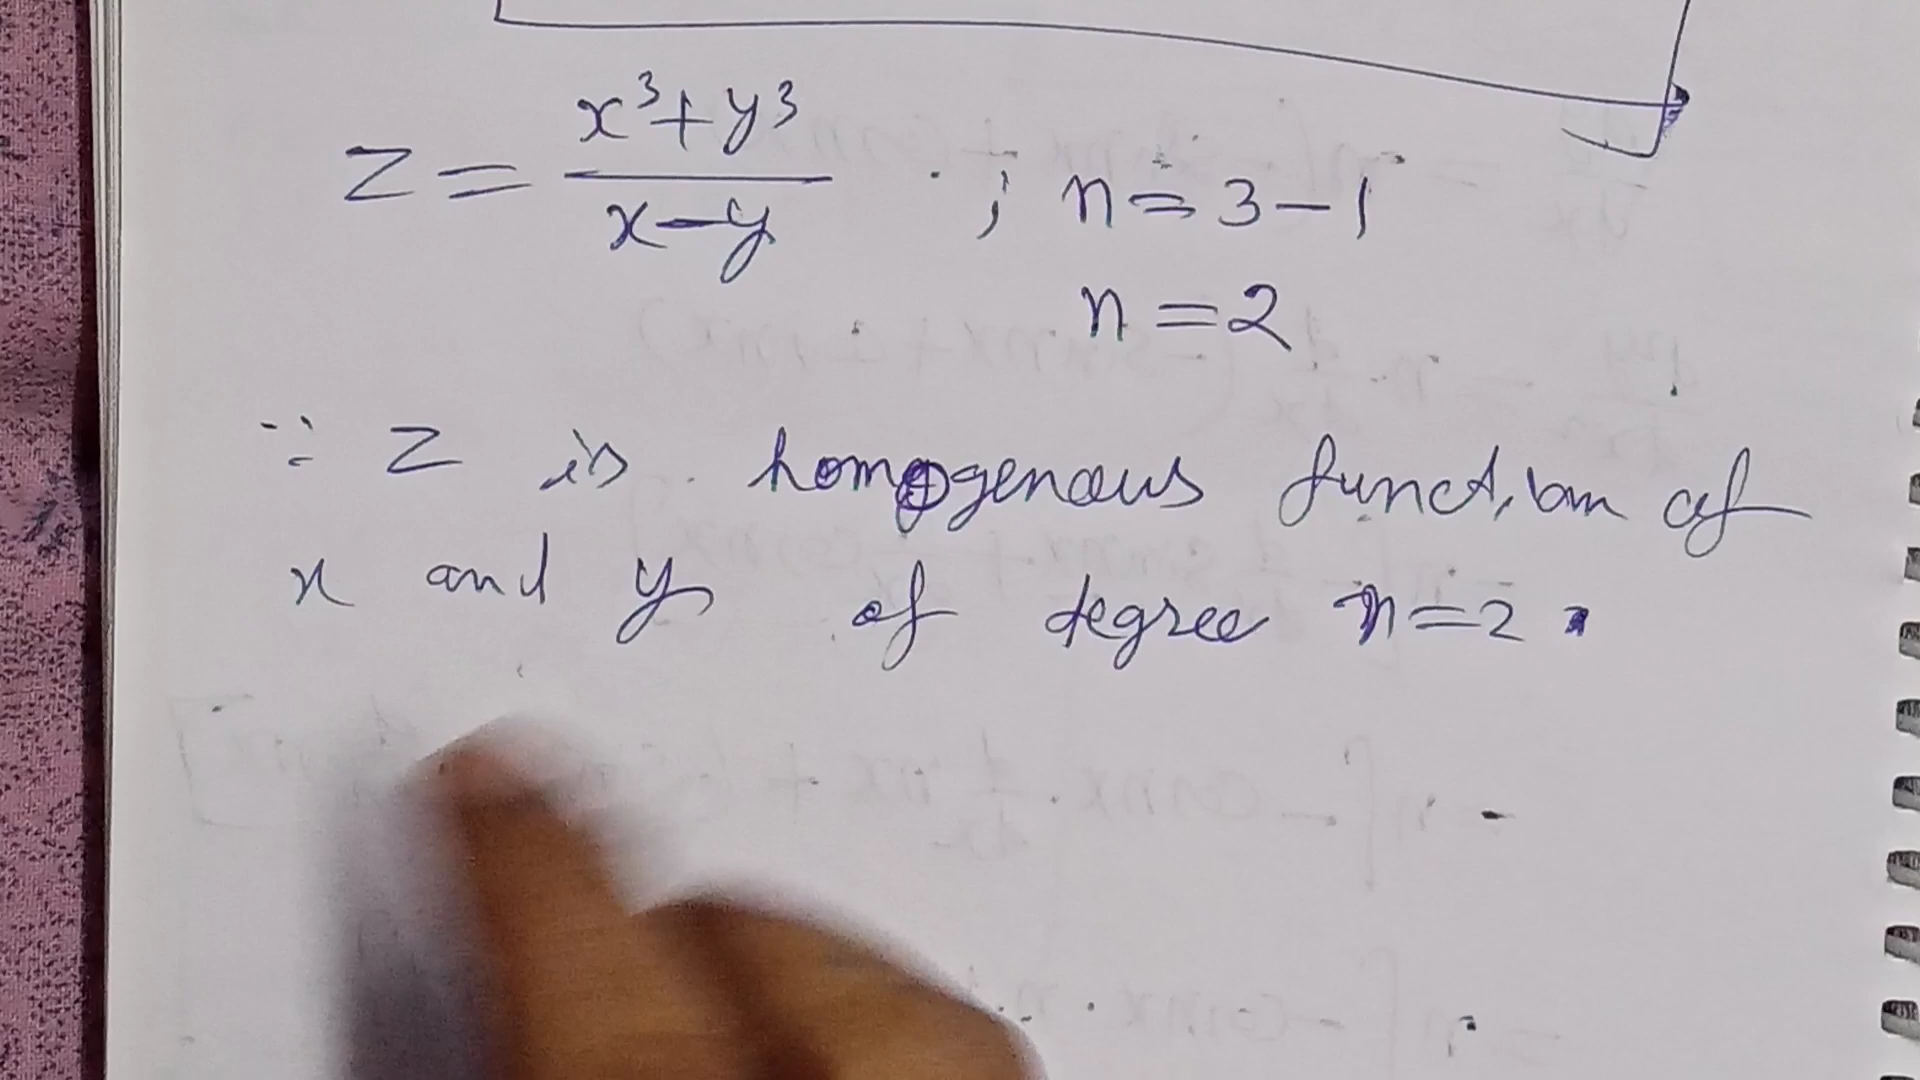 z = x³+y³ / x-y ; n = 3-1
n = 2
∵ z is homogenous function of
x and y of degree n=2.